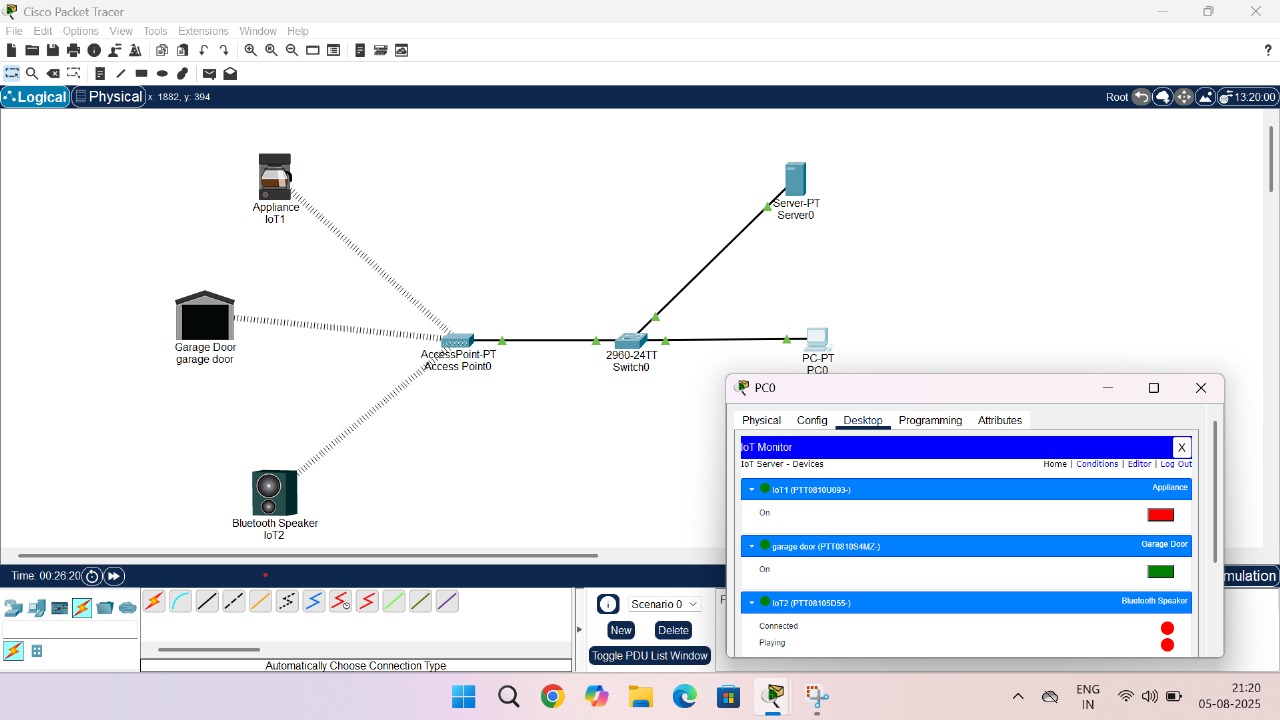 Cisco Packet Tracer
File Edit Options View Tools Extensions Window Help
?
Logical Physical x: 1882, y: 394 Root 13:20:00
Appliance
IoT1
Server-PT
Server0
Garage Door
garage door
AccessPoint-PT
Access Point0
2960-24TT
Switch0
PC-PT
PC0
Bluetooth Speaker
IoT2
PC0
Physical Config Desktop Programming Attributes
IoT Monitor X
IoT Server - Devices Home | Conditions | Editor | Log Out
IoT1 (PTT0810U093-) Appliance
On
garage door (PTT0810S4MZ-) Garage Door
On
IoT2 (PTT08105D55-) Bluetooth Speaker
Connected
Playing
Time: 00:26:20
Scenario 0
New Delete
Toggle PDU List Window
Automatically Choose Connection Type
ENG
IN
21:20
05-08-2025